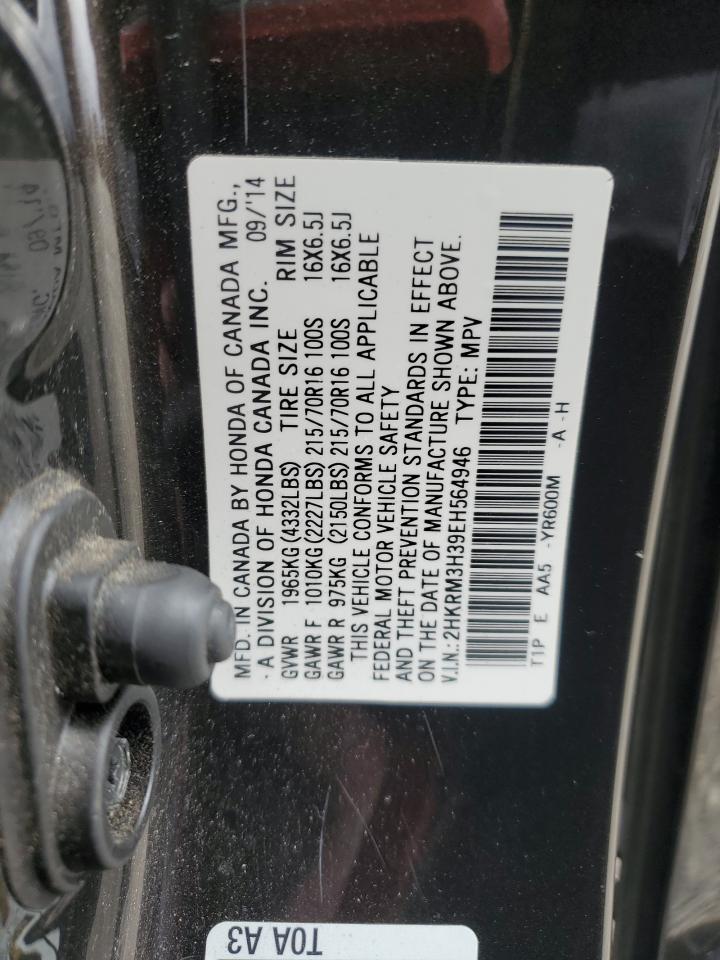 MFD. IN CANADA BY HONDA OF CANADA MFG.,
- A DIVISION OF HONDA CANADA INC. 09/'14
GVWR 1965KG (4332LBS) TIRE SIZE RIM SIZE
GAWR F 1010KG (2227LBS) 215/70R16 100S 16X6.5J
GAWR R 975KG (2150LBS) 215/70R16 100S 16X6.5J
THIS VEHICLE CONFORMS TO ALL APPLICABLE
FEDERAL MOTOR VEHICLE SAFETY
AND THEFT PREVENTION STANDARDS IN EFFECT
ON THE DATE OF MANUFACTURE SHOWN ABOVE.
V.I.N.:2HKRM3H39EH564946 TYPE: MPV
T1P E AA5 -YR600M -A -H
T0A A3